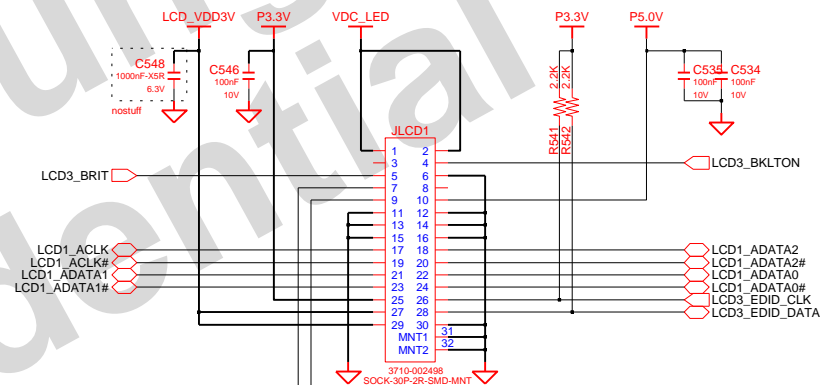 LCD_VDD3V P3.3V VDC_LED P3.3V P5.0V
C548
1000nF-X5R
6.3V
nostuff
C546
100nF
10V
2.2K
2.2K
R541
R542
C535
100nF
10V
C534
100nF
10V
JLCD1
1 2
3 4
5 6
7 8
9 10
11 12
13 14
15 16
17 18
19 20
21 22
23 24
25 26
27 28
29 30
MNT1 31
MNT2 32
3710-002498
SOCK-30P-2R-SMD-MNT
LCD3_BRIT
LCD3_BKLTON
LCD1_ACLK
LCD1_ACLK#
LCD1_ADATA1
LCD1_ADATA1#
LCD1_ADATA2
LCD1_ADATA2#
LCD1_ADATA0
LCD1_ADATA0#
LCD3_EDID_CLK
LCD3_EDID_DATA